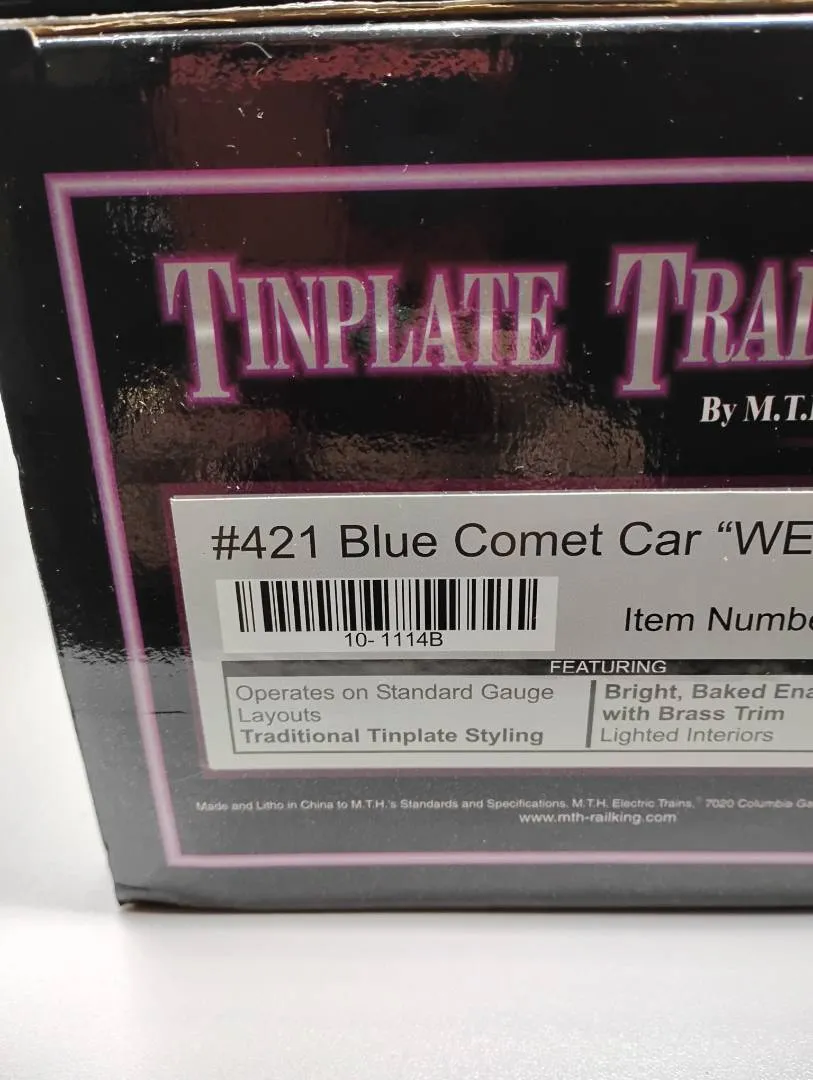 TINPLATE TRAI
By M.T.
#421 Blue Comet Car “WE
10- 1114B
Item Numbe
FEATURING
Operates on Standard Gauge
Layouts
Traditional Tinplate Styling
Bright, Baked Ena
with Brass Trim
Lighted Interiors
Made and Litho in China to M.T.H.'s Standards and Specifications. M.T.H. Electric Trains,® 7020 Columbia Ga
www.mth-railking.com